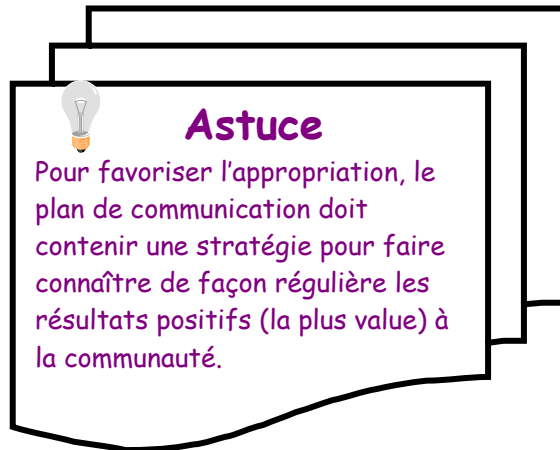 Astuce
Pour favoriser l'appropriation, le
plan de communication doit
contenir une stratégie pour faire
connaître de façon régulière les
résultats positifs (la plus value) à
la communauté.